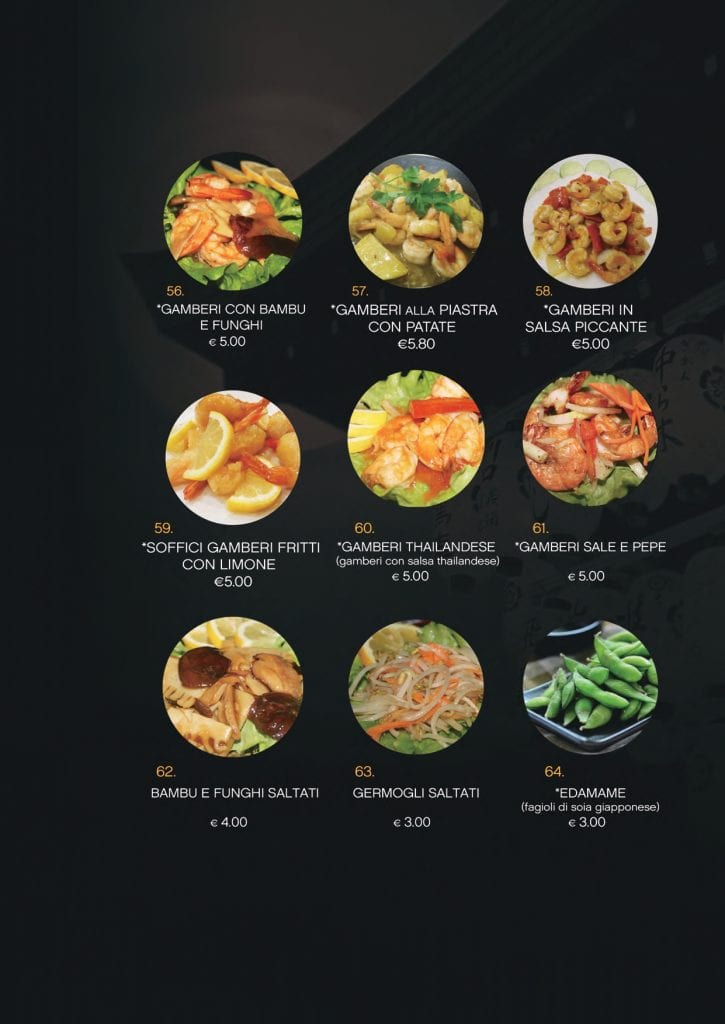 56.
*GAMBERI CON BAMBU
E FUNGHI
€ 5.00
57.
*GAMBERI ALLA PIASTRA
CON PATATE
€5.80
58.
*GAMBERI IN
SALSA PICCANTE
€5.00
59.
*SOFFICI GAMBERI FRITTI
CON LIMONE
€5.00
60.
*GAMBERI THAILANDESE
(gamberi con salsa thailandese)
€ 5.00
61.
*GAMBERI SALE E PEPE
€ 5.00
62.
BAMBU E FUNGHI SALTATI
€ 4.00
63.
GERMOGLI SALTATI
€ 3.00
64.
*EDAMAME
(fagioli di soia giapponese)
€ 3.00